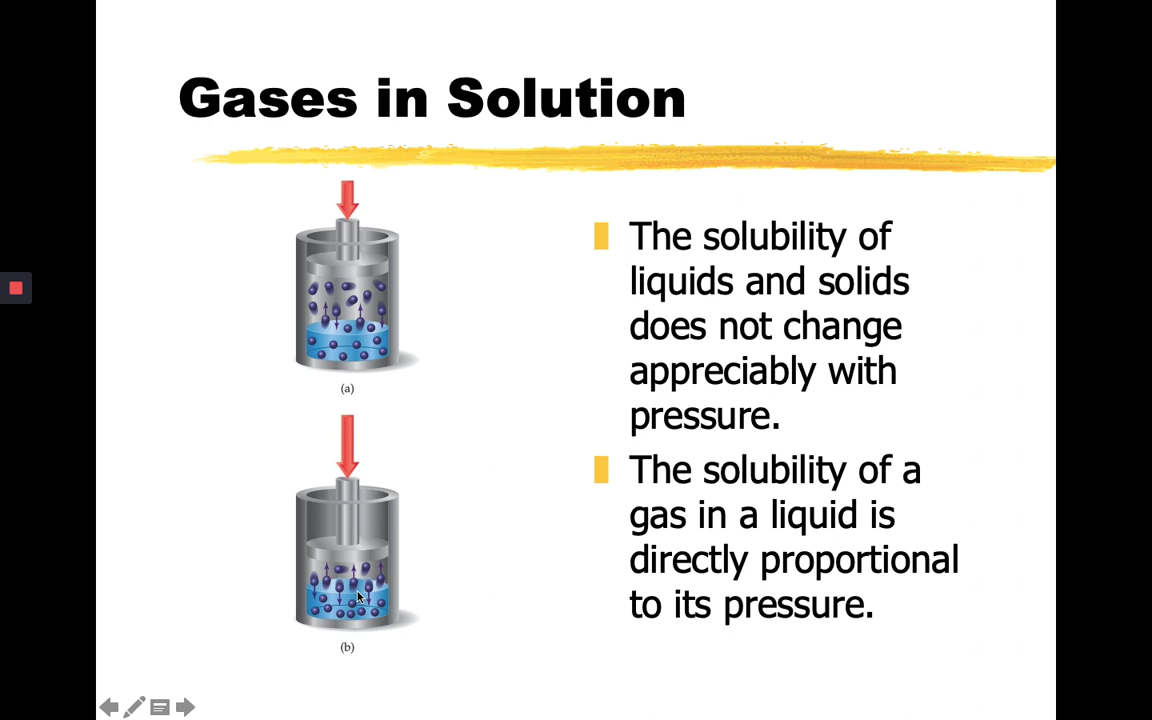 Gases in Solution
(a)
(b)
The solubility of
liquids and solids
does not change
appreciably with
pressure.
The solubility of a
gas in a liquid is
directly proportional
to its pressure.